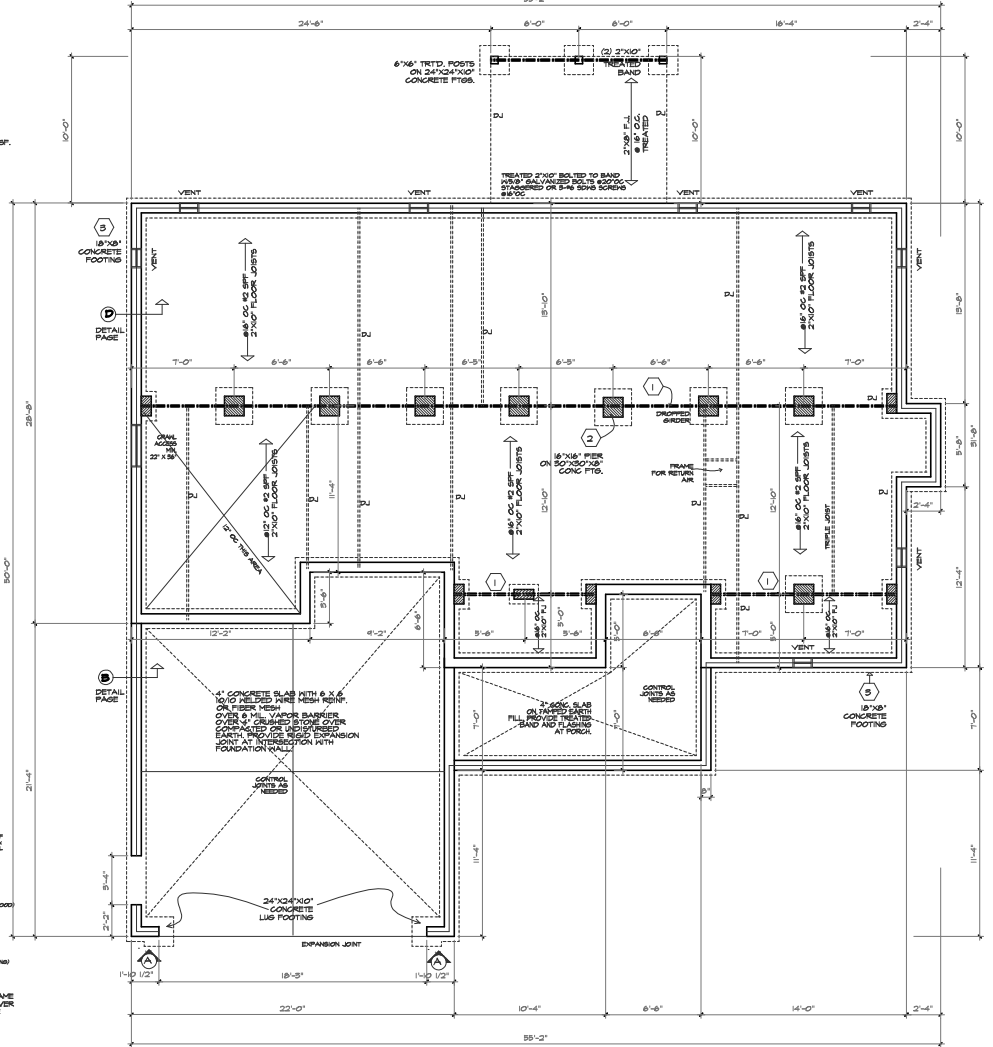 24'-6"
6'-0"
6'-0"
16'-4"
2'-4"
6"X6" TRT'D. POSTS
ON 24"X24"X10"
CONCRETE FTGS.
(2) 2"X10"
TREATED
BAND
10'-0"
2"X8" F.J.
@ 16" O.C.
TREATED
10'-0"
10'-0"
TREATED 2"X10" BOLTED TO BAND
W/5/8" GALVANIZED BOLTS @20"OC
STAGGERED OR 3-#6 SDWS SCREWS
@16"OC
VENT
VENT
VENT
VENT
3
18"X8"
CONCRETE
FOOTING
VENT
VENT
D
DETAIL
PAGE
@16" OC #2 SPF
2"X10" FLOOR JOISTS
@16" OC #2 SPF
2"X10" FLOOR JOISTS
15'-10"
15'-8"
28'-8"
7'-0"
6'-6"
6'-6"
6'-5"
6'-5"
6'-6"
6'-6"
7'-0"
1
DROPPED
GIRDER
2
16"X16" PIER
ON 30"X30"X8"
CONC FTG.
CRAWL
ACCESS
MIN.
22" X 36"
11'-4"
@12" OC #2 SPF
2"X10" FLOOR JOISTS
12" OC THIS AREA
@16" OC #2 SPF
2"X10" FLOOR JOISTS
12'-10"
FRAME
FOR RETURN
AIR
12'-10"
@16" OC #2 SPF
2"X10" FLOOR JOISTS
TRIPLE JOIST
5'-8"
31'-8"
2'-4"
VENT
12'-4"
50'-0"
1
1
@16" OC
2"X10" FJ
@16" OC
2"X10" FJ
12'-2"
9'-2"
5'-6"
5'-6"
6'-6"
7'-0"
7'-0"
5'-0"
5'-0"
VENT
B
DETAIL
PAGE
3
18"X8"
CONCRETE
FOOTING
4" CONCRETE SLAB WITH 6 X 6
10/10 WELDED WIRE MESH REINF.
OR FIBER MESH
OVER 6 MIL. VAPOR BARRIER
OVER 4" CRUSHED STONE OVER
COMPACTED OR UNDISTURBED
EARTH. PROVIDE RIGID EXPANSION
JOINT AT INTERSECTION WITH
FOUNDATION WALL
CONTROL
JOINTS AS
NEEDED
7'-0"
4" CONC. SLAB
ON TAMPED EARTH
FILL. PROVIDE TREATED
BAND AND FLASHING
AT PORCH.
CONTROL
JOINTS AS
NEEDED
7'-0"
7'-0"
21'-4"
8"
11'-4"
11'-4"
3'-4"
2'-2"
24"X24"X10"
CONCRETE
LUG FOOTING
EXPANSION JOINT
A
A
1'-10 1/2"
18'-3"
1'-10 1/2"
22'-0"
10'-4"
6'-6"
14'-0"
2'-4"
55'-2"